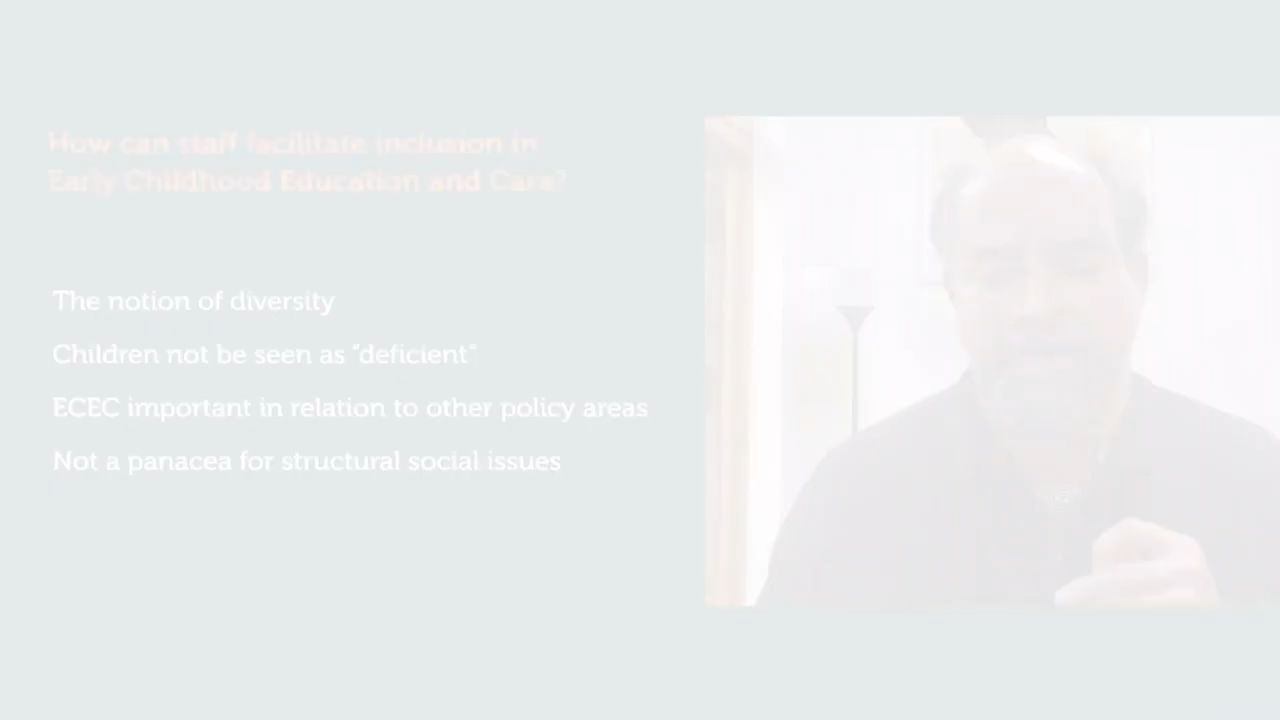 How can staff facilitate inclusion in
Early Childhood Education and Care?
The notion of diversity
Children not be seen as "deficient"
ECEC important in relation to other policy areas
Not a panacea for structural social issues